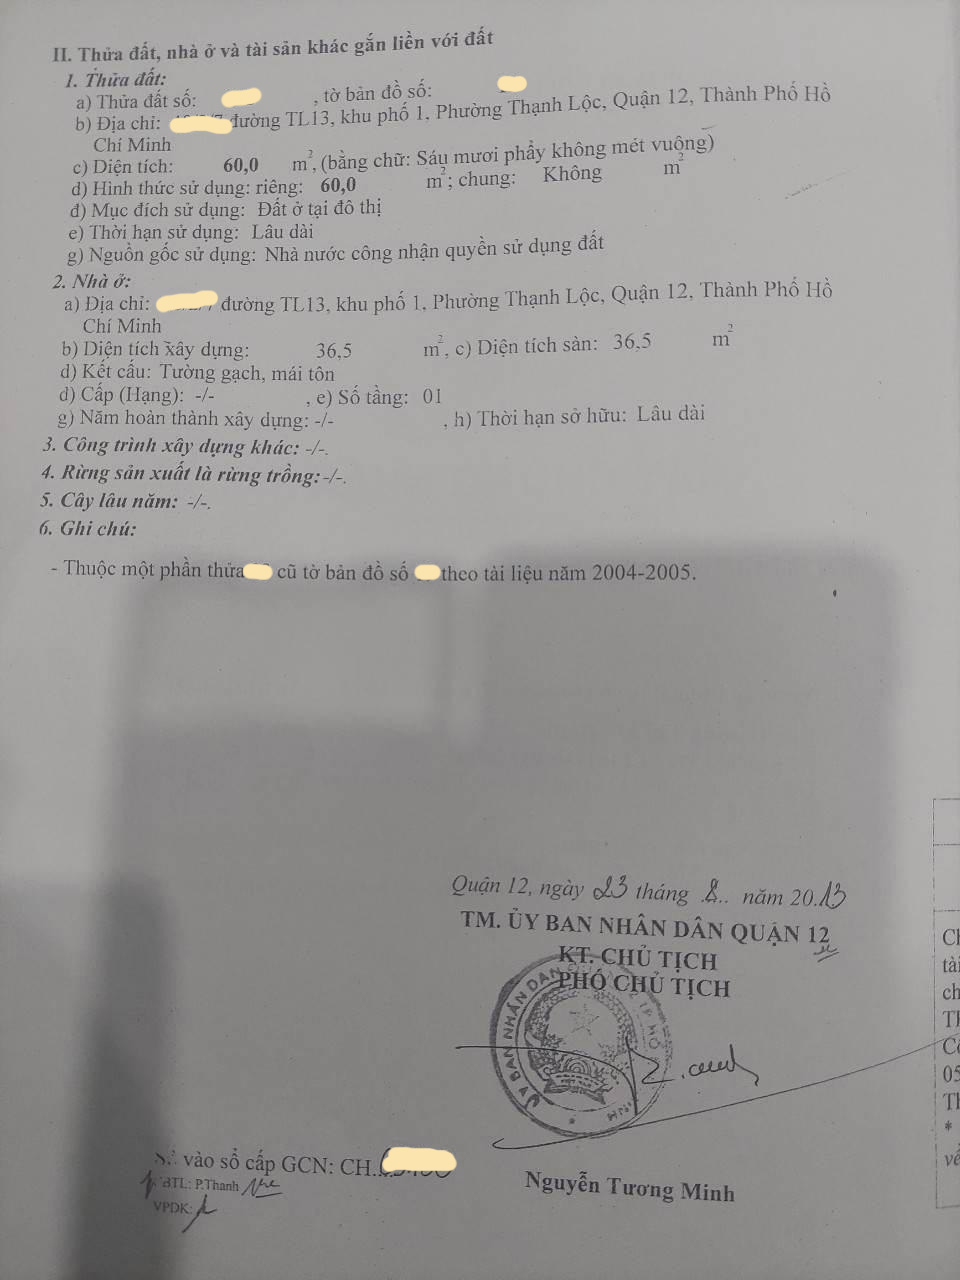 II. Thửa đất, nhà ở và tài sản khác gắn liền với đất
1. Thửa đất:
a) Thửa đất số: , tờ bản đồ số:
b) Địa chỉ: đường TL13, khu phố 1, Phường Thạnh Lộc, Quận 12, Thành Phố Hồ
Chí Minh
c) Diện tích: 60,0 m², (bằng chữ: Sáu mươi phẩy không mét vuông)
d) Hình thức sử dụng: riêng: 60,0 m²; chung: Không m²
đ) Mục đích sử dụng: Đất ở tại đô thị
e) Thời hạn sử dụng: Lâu dài
g) Nguồn gốc sử dụng: Nhà nước công nhận quyền sử dụng đất
2. Nhà ở:
a) Địa chỉ: đường TL13, khu phố 1, Phường Thạnh Lộc, Quận 12, Thành Phố Hồ
Chí Minh
b) Diện tích xây dựng: 36,5 m², c) Diện tích sàn: 36,5 m²
d) Kết cấu: Tường gạch, mái tôn
đ) Cấp (Hạng): -/- , e) Số tầng: 01
g) Năm hoàn thành xây dựng: -/- , h) Thời hạn sở hữu: Lâu dài
3. Công trình xây dựng khác: -/-.
4. Rừng sản xuất là rừng trồng: -/-.
5. Cây lâu năm: -/-.
6. Ghi chú:
- Thuộc một phần thửa cũ tờ bản đồ số theo tài liệu năm 2004-2005.
Quận 12, ngày 23 tháng 8.. năm 20.13
TM. ỦY BAN NHÂN DÂN QUẬN 12
KT. CHỦ TỊCH
PHÓ CHỦ TỊCH
ỦY BAN NHÂN DÂN
vào sổ cấp GCN: CH..
BTL: P.Thanh
VPDK:
Nguyễn Tương Minh